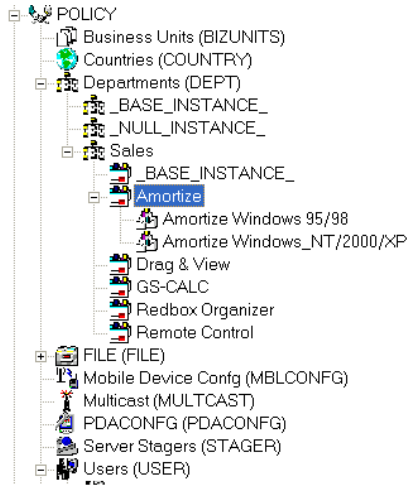 POLICY
Business Units (BIZUNITS)
Countries (COUNTRY)
Departments (DEPT)
_BASE_INSTANCE_
_NULL_INSTANCE_
Sales
_BASE_INSTANCE_
Amortize
Amortize Windows 95/98
Amortize Windows_NT/2000/XP
Drag & View
GS-CALC
Redbox Organizer
Remote Control
FILE (FILE)
Mobile Device Confg (MBLCONFG)
Multicast (MULTCAST)
PDACONFG (PDACONFG)
Server Stagers (STAGER)
Users (USER)